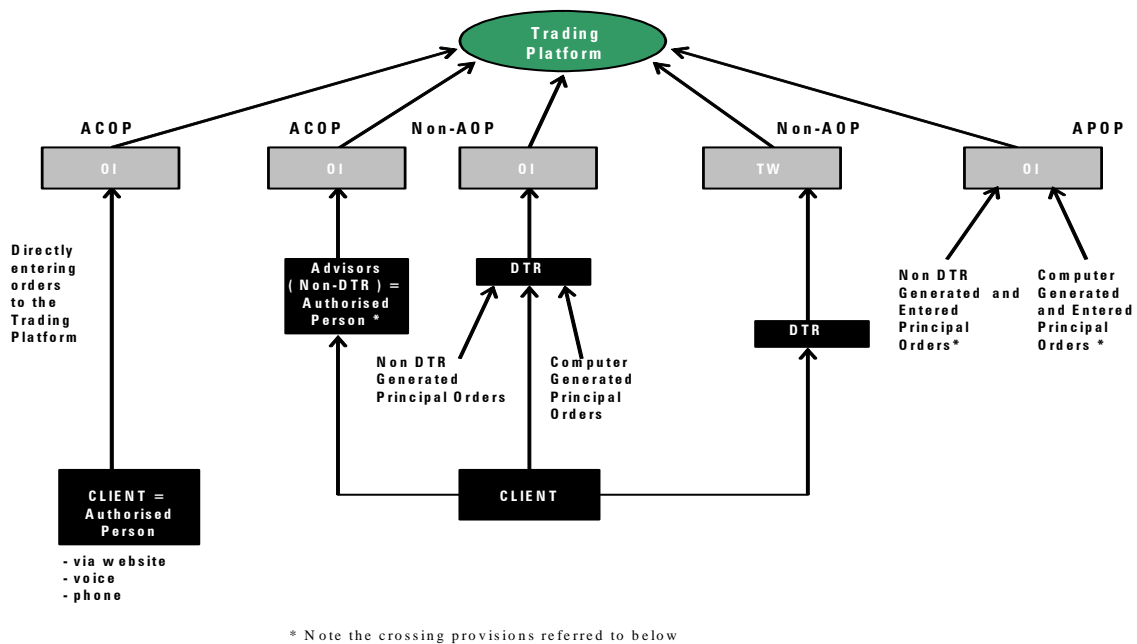 Trading
Platform
ACOP
ACOP
Non-AOP
Non-AOP
APOP
OI
OI
OI
TW
OI
Directly
entering
orders
to the
Trading
Platform
Advisors
( Non-DTR ) =
Authorised
Person *
DTR
Non DTR
Generated
Principal Orders
Computer
Generated
Principal
Orders
DTR
Non DTR
Generated and
Entered
Principal
Orders*
Computer
Generated
and Entered
Principal
Orders *
CLIENT =
Authorised
Person
- via website
- voice
- phone
CLIENT
* Note the crossing provisions referred to below